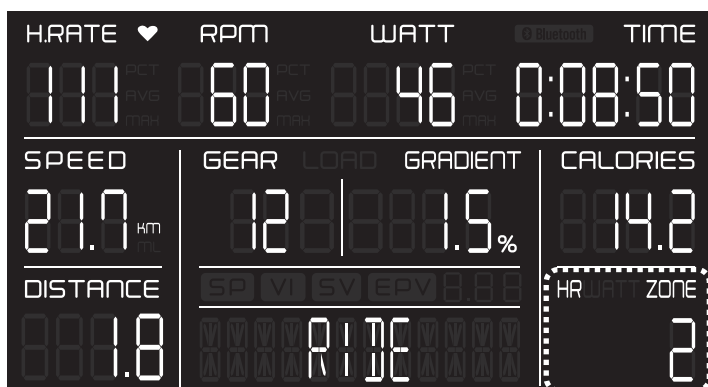 H.RATE RPM WATT Bluetooth TIME
PCT PCT PCT
AVG AVG AVG
MAX MAX MAX
111 60 46 0:08:50
SPEED GEAR LOAD GRADIENT CALORIES
21.7 KM ML 12 1.5% 14.2
DISTANCE SP VI SV EPV 8.88 HR WATT ZONE
1.8 RIDE 2